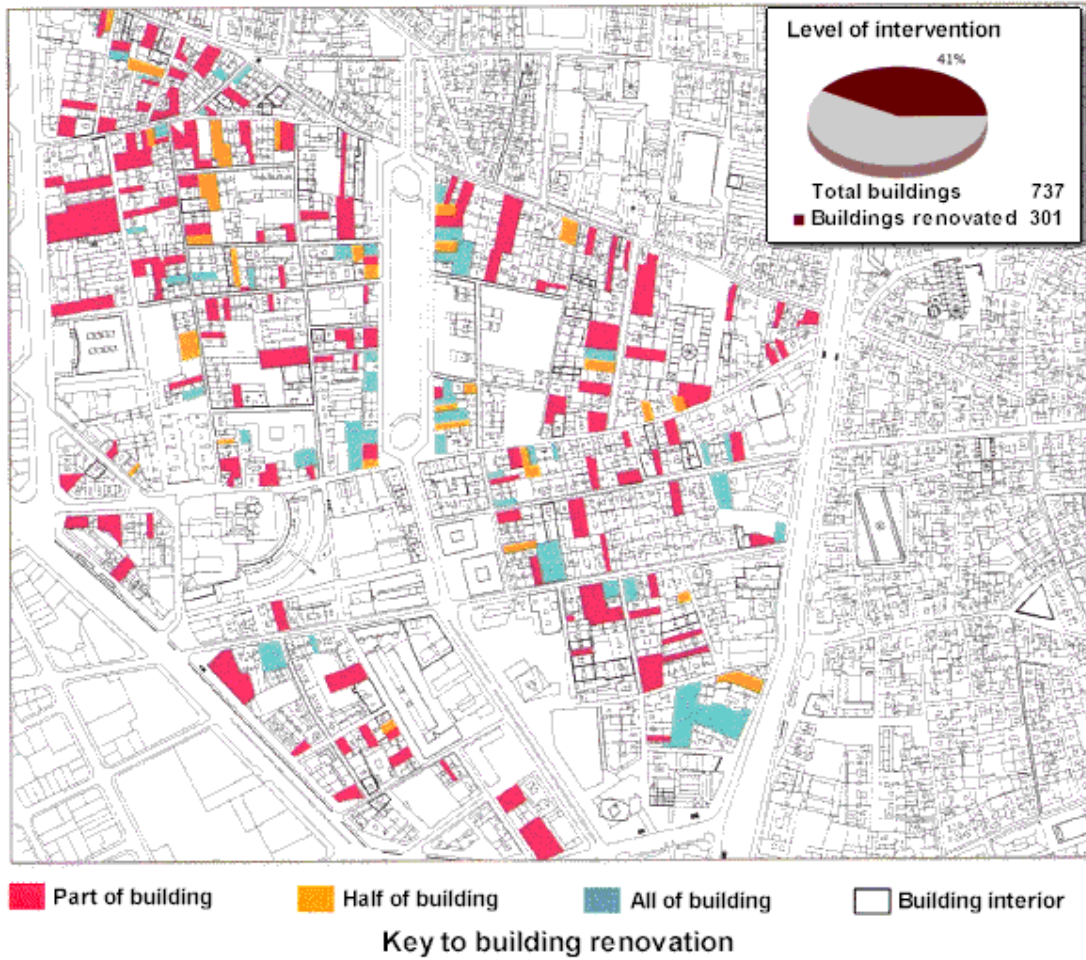 Level of intervention
41%
Total buildings 737
Buildings renovated 301
Part of building
Half of building
All of building
Building interior
Key to building renovation